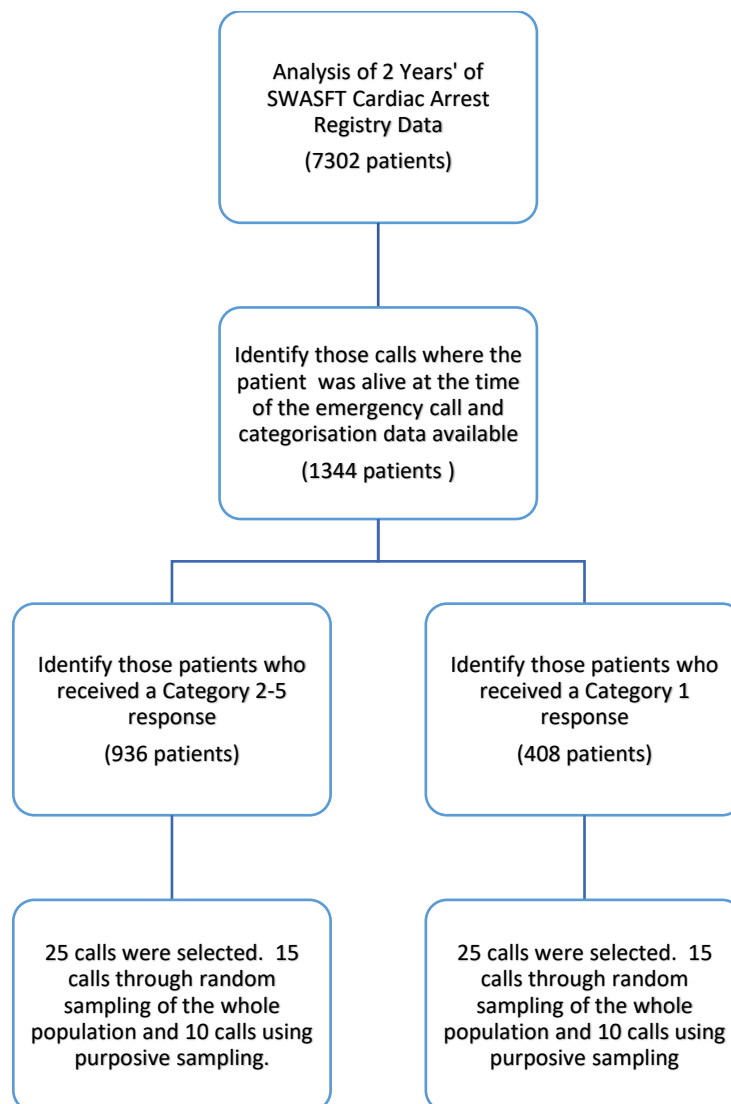 Analysis of 2 Years' of
SWASFT Cardiac Arrest
Registry Data
(7302 patients)
Identify those calls where the
patient was alive at the time
of the emergency call and
categorisation data available
(1344 patients )
Identify those patients who
received a Category 2-5
response
(936 patients)
Identify those patients who
received a Category 1
response
(408 patients)
25 calls were selected. 15
calls through random
sampling of the whole
population and 10 calls using
purposive sampling.
25 calls were selected. 15
calls through random
sampling of the whole
population and 10 calls using
purposive sampling